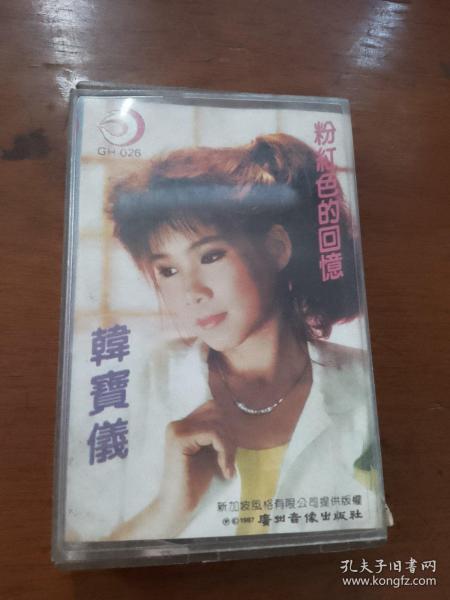 GH-026
粉紅色的回憶
韓寶儀
新加坡風格有限公司提供版權
℗©1987 廣州音像出版社
孔夫子旧书网
www.kongfz.com